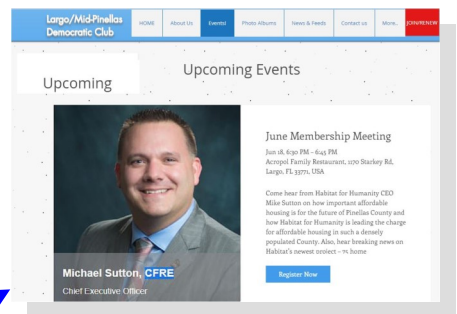 Largo/Mid-Pinellas
Democratic Club
HOME
About Us
Events!
Photo Albums
News & Feeds
Contact us
More...
JOIN/RENEW
Upcoming Events
Upcoming
June Membership Meeting
Jun 18, 6:30 PM – 6:45 PM
Acropol Family Restaurant, 1170 Starkey Rd,
Largo, FL 33771, USA
Come hear from Habitat for Humanity CEO
Mike Sutton on how important affordable
housing is for the future of Pinellas County and
how Habitat for Humanity is leading the charge
for affordable housing in such a densely
populated County. Also, hear breaking news on
Habitat's newest project – 75 home
Register Now
Michael Sutton, CFRE
Chief Executive Officer